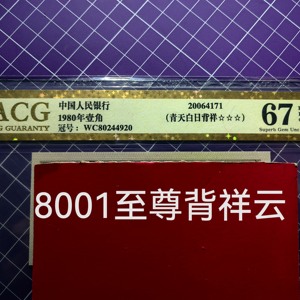 ACG
GUARANTY
中国人民银行
1980年壹角
冠号：WC80244920
20064171
(青天白日背祥☆☆☆)
67
Superb Gem Unc
8001至尊背祥云